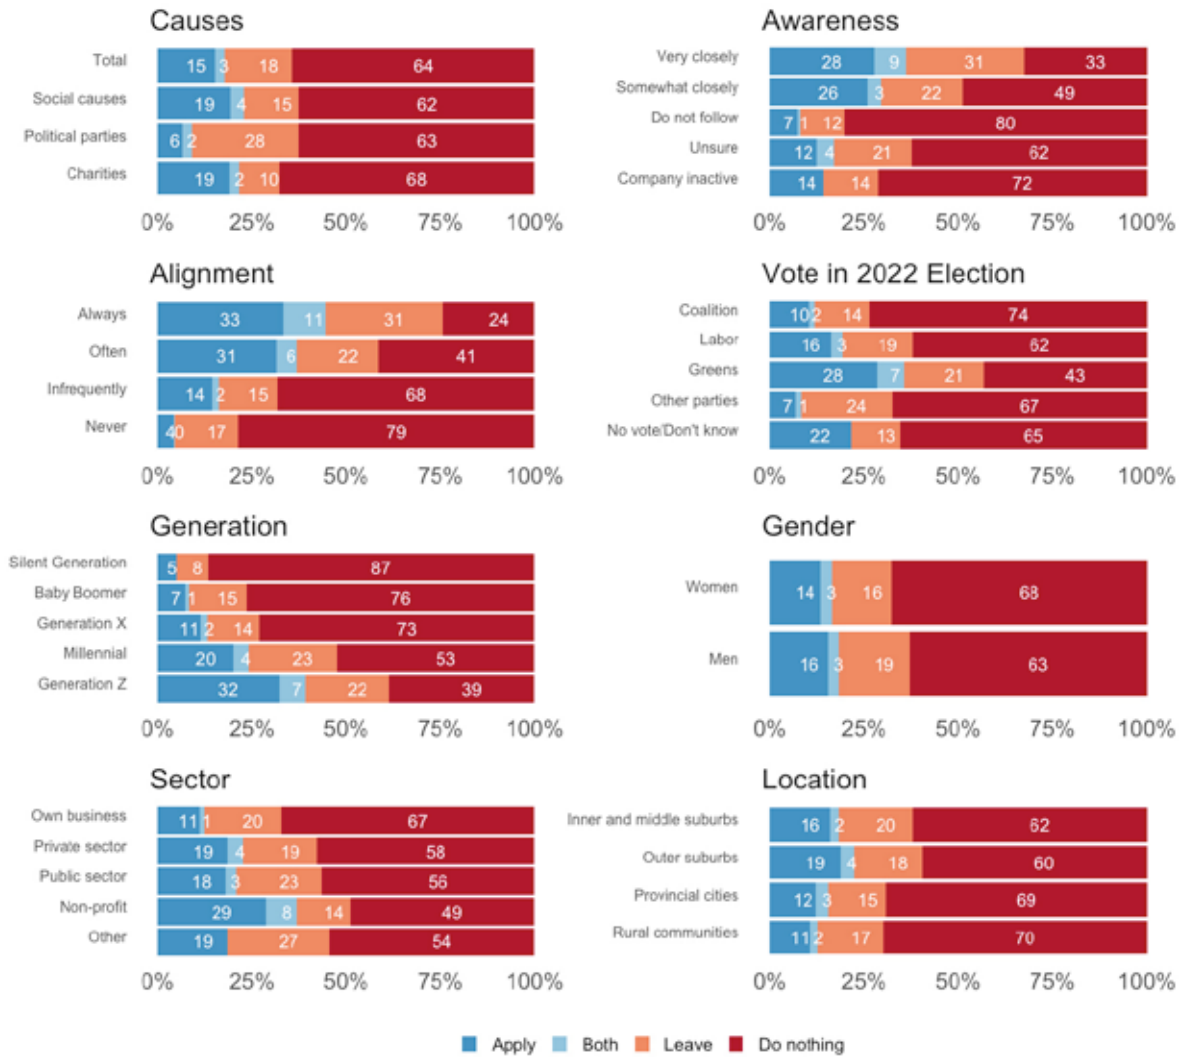 Causes
Total 15 3 18 64
Social causes 19 4 15 62
Political parties 6 2 28 63
Charities 19 2 10 68
0% 25% 50% 75% 100%
Awareness
Very closely 28 9 31 33
Somewhat closely 26 3 22 49
Do not follow 7 1 12 80
Unsure 12 4 21 62
Company inactive 14 14 72
0% 25% 50% 75% 100%
Alignment
Always 33 11 31 24
Often 31 6 22 41
Infrequently 14 2 15 68
Never 4 0 17 79
0% 25% 50% 75% 100%
Vote in 2022 Election
Coalition 10 2 14 74
Labor 16 3 19 62
Greens 28 7 21 43
Other parties 7 1 24 67
No vote/Don't know 22 13 65
0% 25% 50% 75% 100%
Generation
Silent Generation 5 8 87
Baby Boomer 7 1 15 76
Generation X 11 2 14 73
Millennial 20 4 23 53
Generation Z 32 7 22 39
0% 25% 50% 75% 100%
Gender
Women 14 3 16 68
Men 16 3 19 63
0% 25% 50% 75% 100%
Sector
Own business 11 1 20 67
Private sector 19 4 19 58
Public sector 18 3 23 56
Non-profit 29 8 14 49
Other 19 27 54
0% 25% 50% 75% 100%
Location
Inner and middle suburbs 16 2 20 62
Outer suburbs 19 4 18 60
Provincial cities 12 3 15 69
Rural communities 11 2 17 70
0% 25% 50% 75% 100%
Apply Both Leave Do nothing